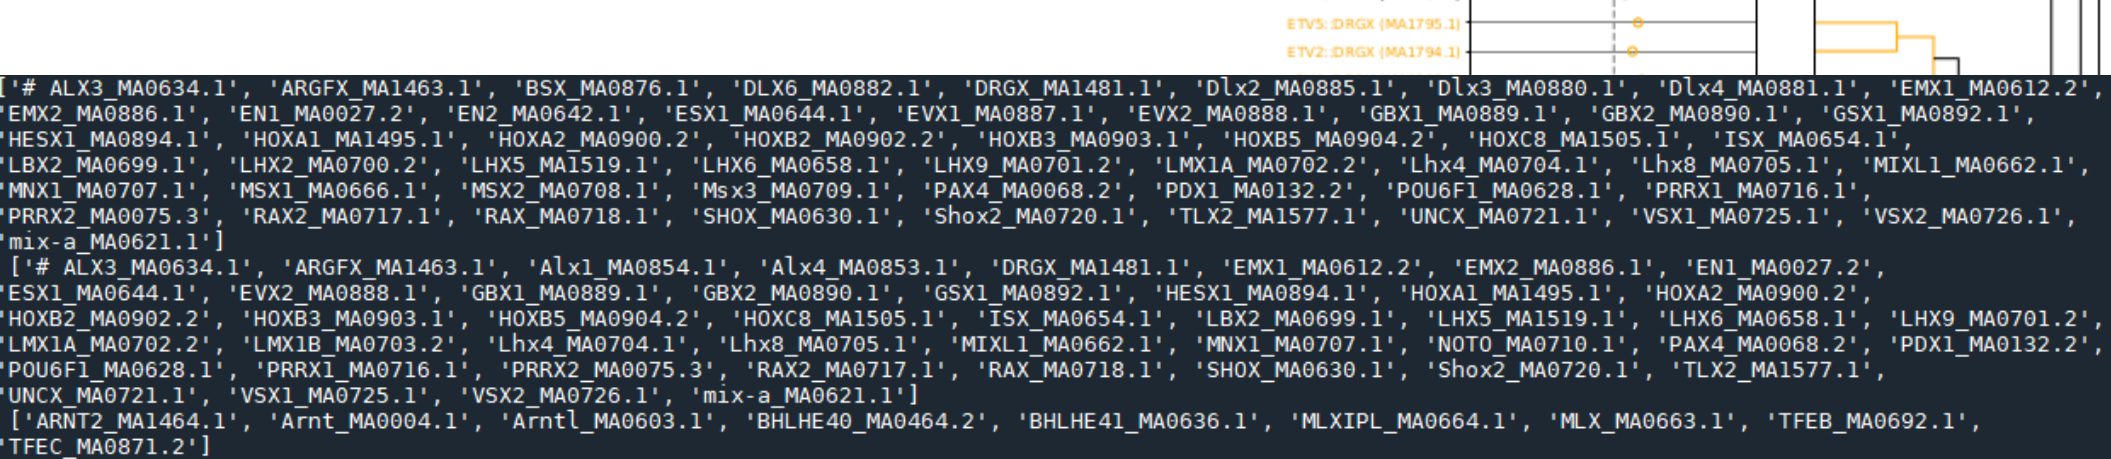 ETV5::DRGX (MA1795.1)
ETV2::DRGX (MA1794.1)
['# ALX3_MA0634.1', 'ARGFX_MA1463.1', 'BSX_MA0876.1', 'DLX6_MA0882.1', 'DRGX_MA1481.1', 'Dlx2_MA0885.1', 'Dlx3_MA0880.1', 'Dlx4_MA0881.1', 'EMX1_MA0612.2',
'EMX2_MA0886.1', 'EN1_MA0027.2', 'EN2_MA0642.1', 'ESX1_MA0644.1', 'EVX1_MA0887.1', 'EVX2_MA0888.1', 'GBX1_MA0889.1', 'GBX2_MA0890.1', 'GSX1_MA0892.1',
'HESX1_MA0894.1', 'HOXA1_MA1495.1', 'HOXA2_MA0900.2', 'HOXB2_MA0902.2', 'HOXB3_MA0903.1', 'HOXB5_MA0904.2', 'HOXC8_MA1505.1', 'ISX_MA0654.1',
'LBX2_MA0699.1', 'LHX2_MA0700.2', 'LHX5_MA1519.1', 'LHX6_MA0658.1', 'LHX9_MA0701.2', 'LMX1A_MA0702.2', 'Lhx4_MA0704.1', 'Lhx8_MA0705.1', 'MIXL1_MA0662.1',
'MNX1_MA0707.1', 'MSX1_MA0666.1', 'MSX2_MA0708.1', 'Msx3_MA0709.1', 'PAX4_MA0068.2', 'PDX1_MA0132.2', 'POU6F1_MA0628.1', 'PRRX1_MA0716.1',
'PRRX2_MA0075.3', 'RAX2_MA0717.1', 'RAX_MA0718.1', 'SHOX_MA0630.1', 'Shox2_MA0720.1', 'TLX2_MA1577.1', 'UNCX_MA0721.1', 'VSX1_MA0725.1', 'VSX2_MA0726.1',
'mix-a_MA0621.1']
['# ALX3_MA0634.1', 'ARGFX_MA1463.1', 'Alx1_MA0854.1', 'Alx4_MA0853.1', 'DRGX_MA1481.1', 'EMX1_MA0612.2', 'EMX2_MA0886.1', 'EN1_MA0027.2',
'ESX1_MA0644.1', 'EVX2_MA0888.1', 'GBX1_MA0889.1', 'GBX2_MA0890.1', 'GSX1_MA0892.1', 'HESX1_MA0894.1', 'HOXA1_MA1495.1', 'HOXA2_MA0900.2',
'HOXB2_MA0902.2', 'HOXB3_MA0903.1', 'HOXB5_MA0904.2', 'HOXC8_MA1505.1', 'ISX_MA0654.1', 'LBX2_MA0699.1', 'LHX5_MA1519.1', 'LHX6_MA0658.1', 'LHX9_MA0701.2',
'LMX1A_MA0702.2', 'LMX1B_MA0703.2', 'Lhx4_MA0704.1', 'Lhx8_MA0705.1', 'MIXL1_MA0662.1', 'MNX1_MA0707.1', 'NOTO_MA0710.1', 'PAX4_MA0068.2', 'PDX1_MA0132.2',
'POU6F1_MA0628.1', 'PRRX1_MA0716.1', 'PRRX2_MA0075.3', 'RAX2_MA0717.1', 'RAX_MA0718.1', 'SHOX_MA0630.1', 'Shox2_MA0720.1', 'TLX2_MA1577.1',
'UNCX_MA0721.1', 'VSX1_MA0725.1', 'VSX2_MA0726.1', 'mix-a_MA0621.1']
['ARNT2_MA1464.1', 'Arnt_MA0004.1', 'Arntl_MA0603.1', 'BHLHE40_MA0464.2', 'BHLHE41_MA0636.1', 'MLXIPL_MA0664.1', 'MLX_MA0663.1', 'TFEB_MA0692.1',
'TFEC_MA0871.2']